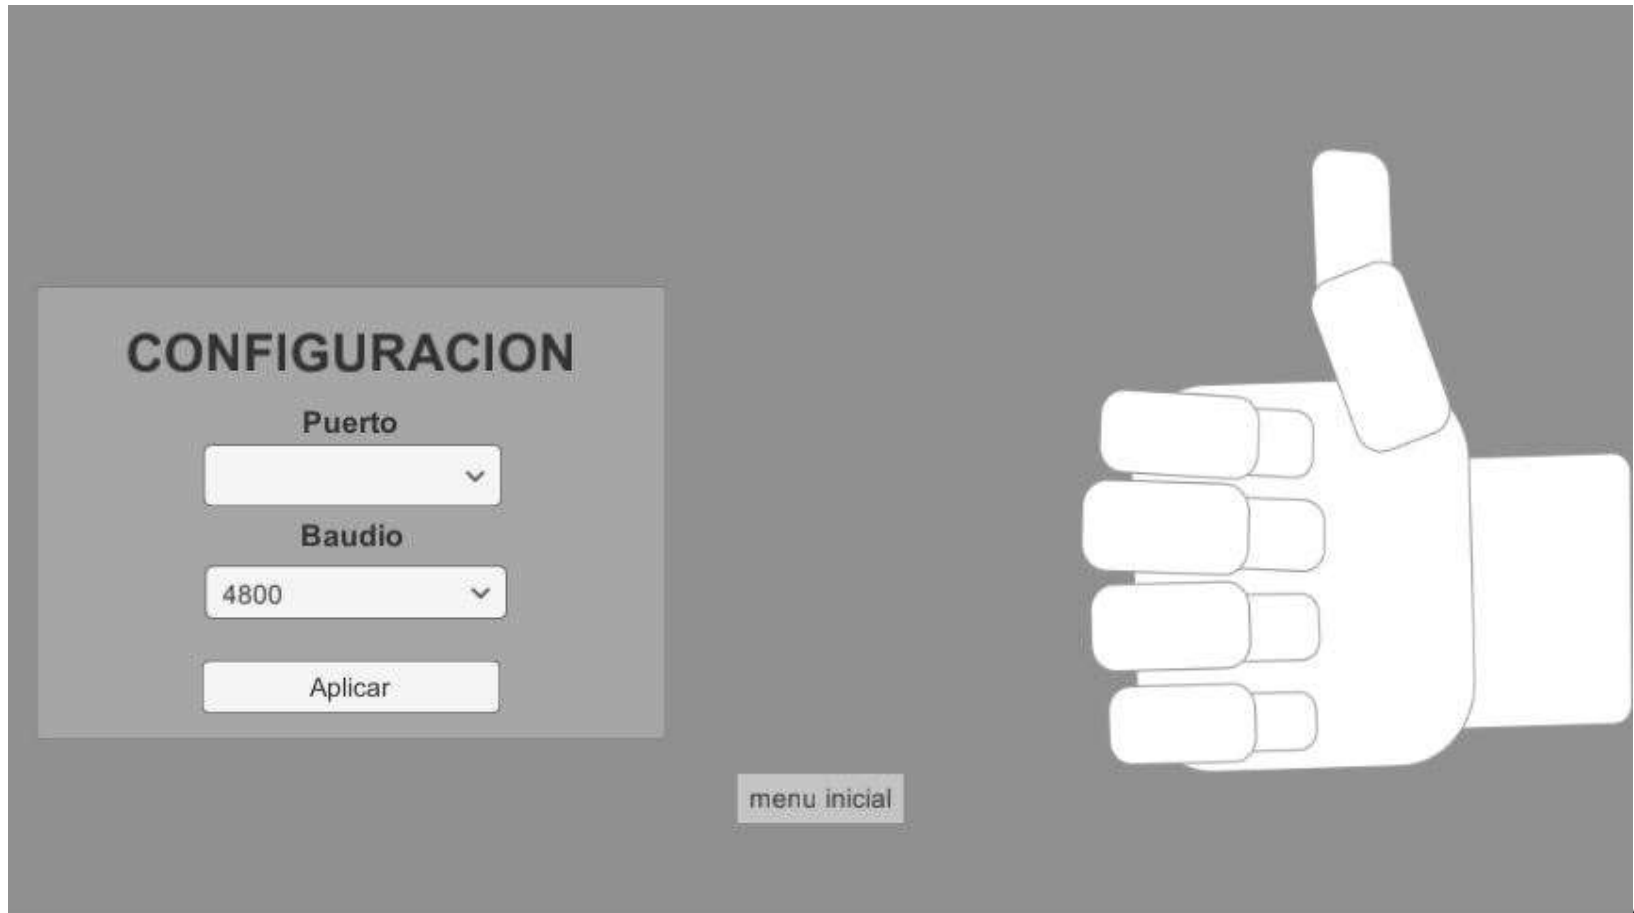 CONFIGURACION
Puerto
Baudio
4800
Aplicar
menu inicial